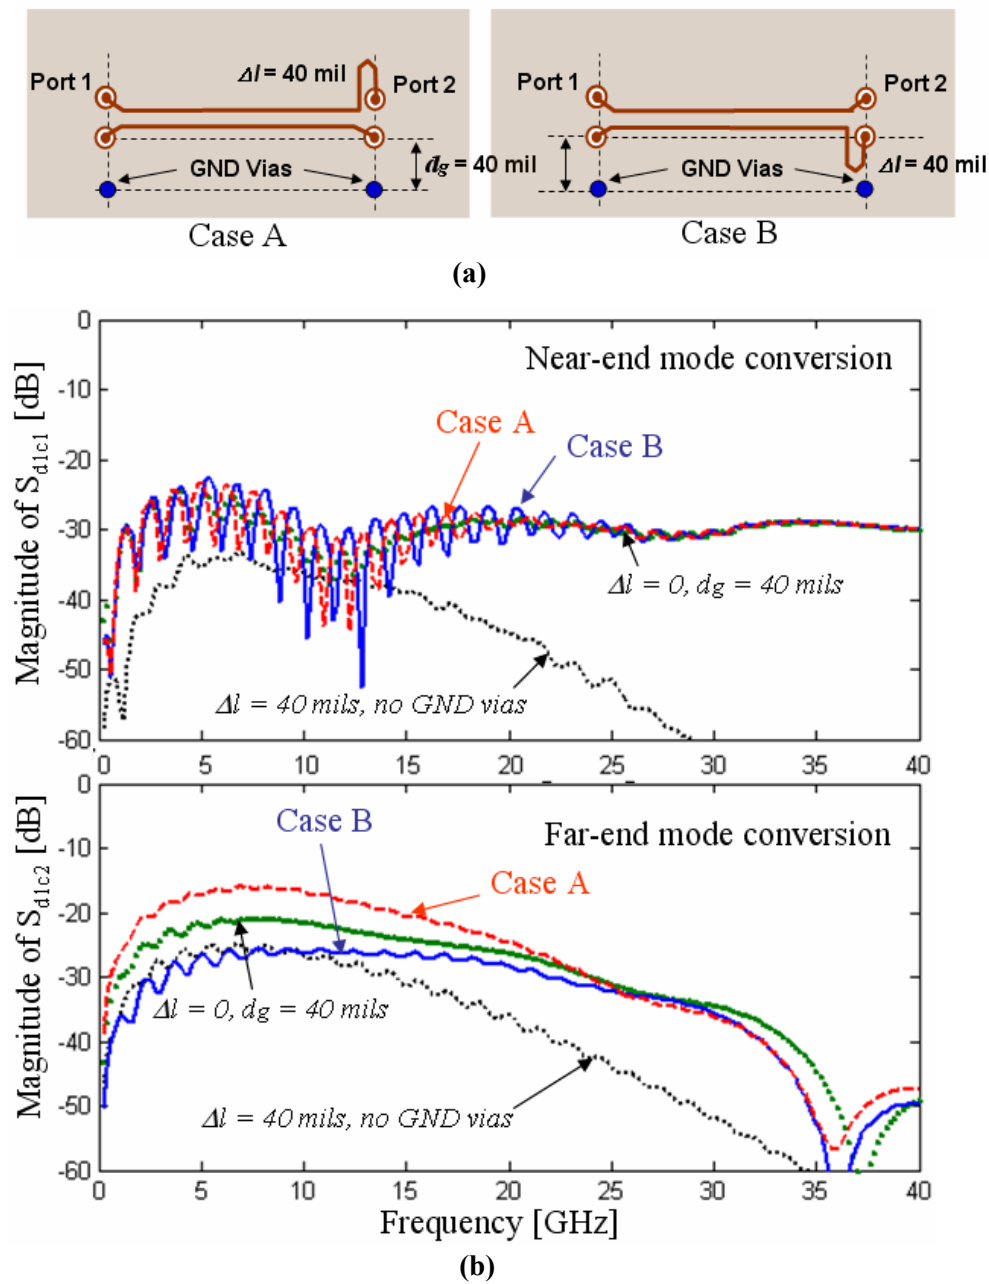 Port 1
Δl = 40 mil
Port 2
GND Vias
dg = 40 mil
Case A
Port 1
Port 2
GND Vias
Δl = 40 mil
Case B
(a)
Near-end mode conversion
Case A
Case B
Δl = 0, dg = 40 mils
Δl = 40 mils, no GND vias
Magnitude of Sd1c1 [dB]
0
-10
-20
-30
-40
-50
-60
0 5 10 15 20 25 30 35 40
Far-end mode conversion
Case B
Case A
Δl = 0, dg = 40 mils
Δl = 40 mils, no GND vias
Magnitude of Sd1c2 [dB]
0
-10
-20
-30
-40
-50
-60
0 5 10 15 20 25 30 35 40
Frequency [GHz]
(b)